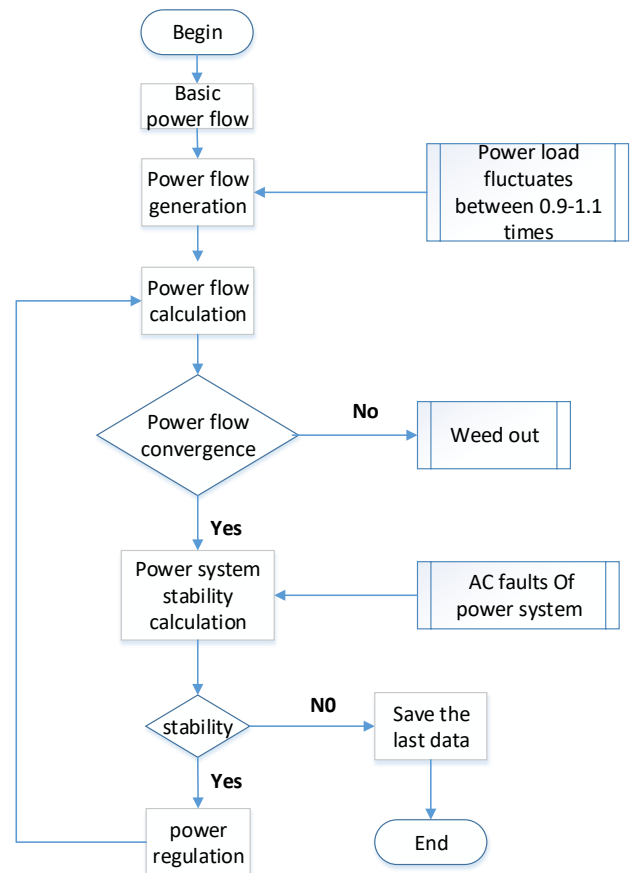 Begin
Basic
power flow
Power flow
generation
Power load
fluctuates
between 0.9-1.1
times
Power flow
calculation
Power flow
convergence
No
Weed out
Yes
Power system
stability
calculation
AC faults Of
power system
stability
N0
Save the
last data
Yes
power
regulation
End